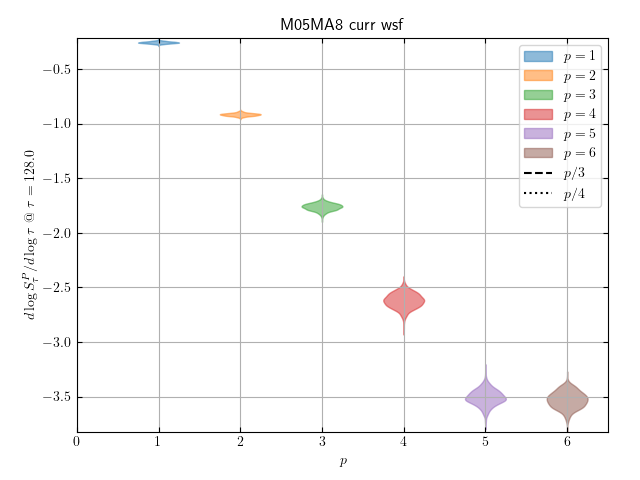 M05MA8 curr wsf
d log S_τ^P / d log τ @ τ = 128.0
−0.5
−1.0
−1.5
−2.0
−2.5
−3.0
−3.5
0
1
2
3
4
5
6
p
p = 1
p = 2
p = 3
p = 4
p = 5
p = 6
p/3
p/4